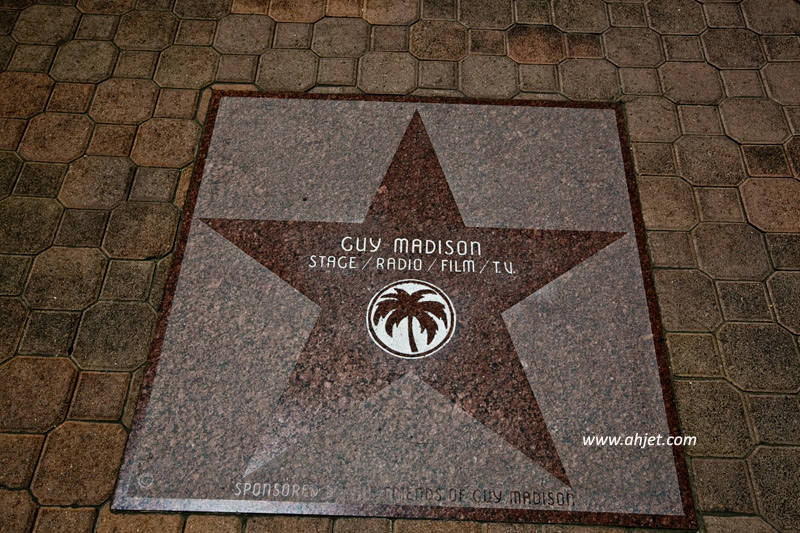 GUY MADISON
STAGE/RADIO/FILM/T.V.
www.ahjet.com
©
SPONSORED FRIENDS OF GUY MADISON